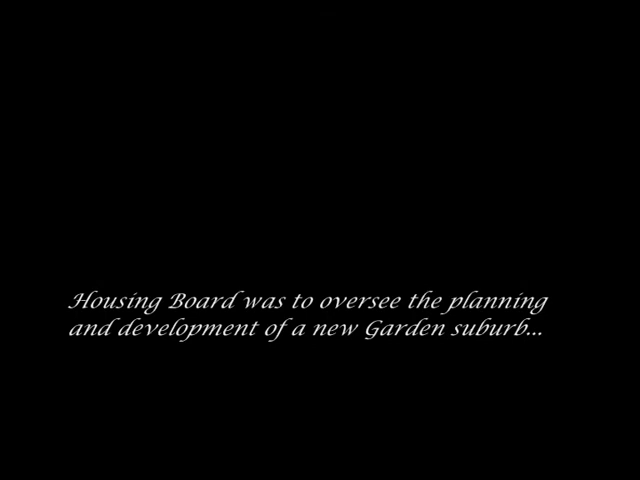 Housing Board was to oversee the planning
and development of a new Garden suburb...